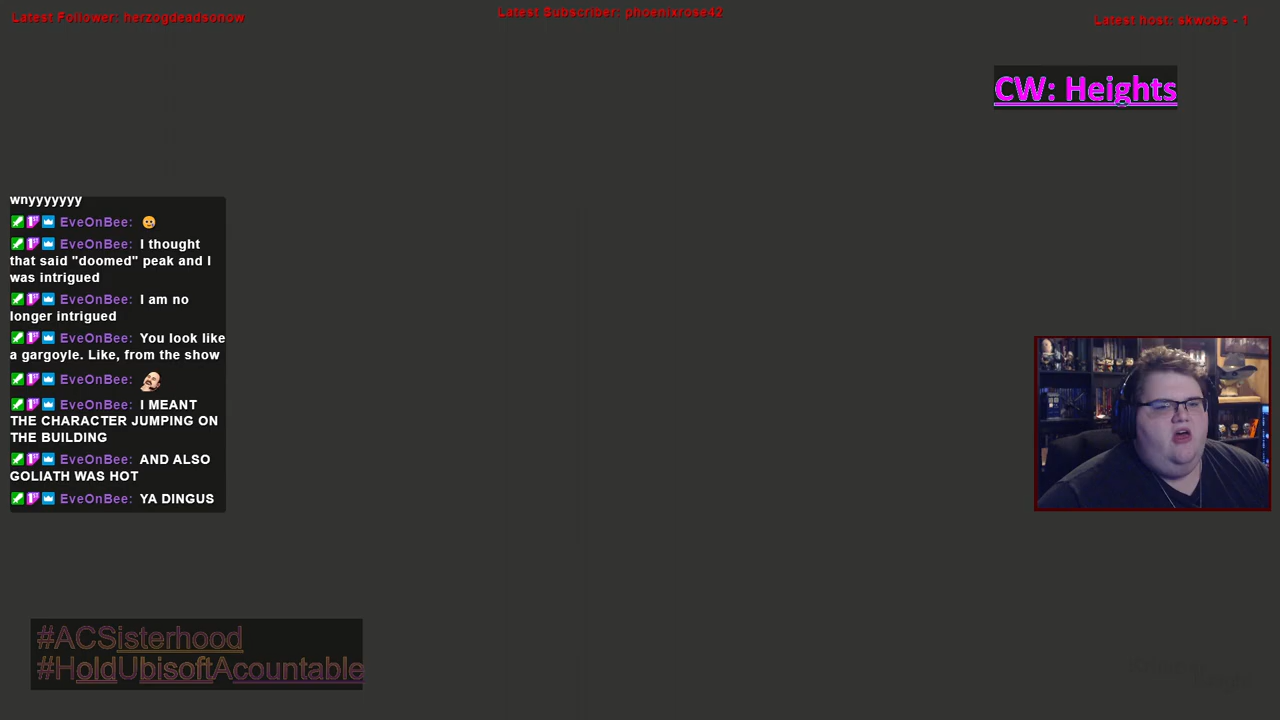 Latest Follower: herzogdeadsonow
Latest Subscriber: phoenixrose42
Latest host: skwobs - 1
CW: Heights
wnyyyyyyy
EveOnBee:
EveOnBee: I thought
that said "doomed" peak and I
was intrigued
EveOnBee: I am no
longer intrigued
EveOnBee: You look like
a gargoyle. Like, from the show
EveOnBee:
EveOnBee: I MEANT
THE CHARACTER JUMPING ON
THE BUILDING
EveOnBee: AND ALSO
GOLIATH WAS HOT
EveOnBee: YA DINGUS
#ACSisterhood
#HoldUbisoftAcountable